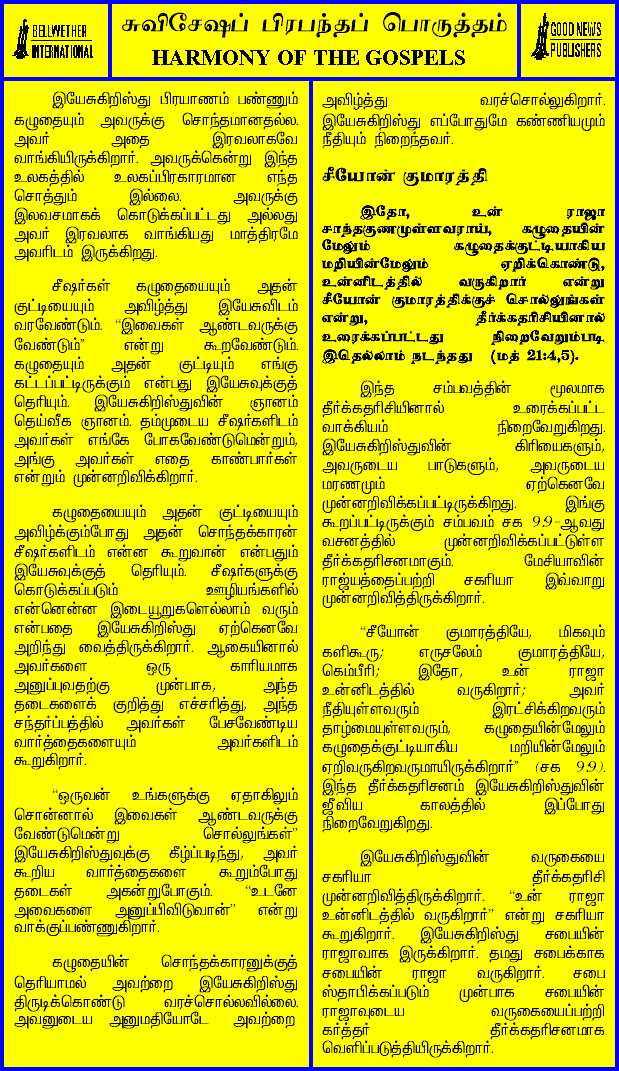 BELLWETHER
INTERNATIONAL
சுவிசேஷப் பிரபந்தப் பொருத்தம்
HARMONY OF THE GOSPELS
GOOD NEWS
PUBLISHERS
இயேசுகிறிஸ்து பிரயாணம் பண்ணும்
கழுதையும் அவருக்கு சொந்தமானதல்ல.
அவர் அதை இரவலாகவே
வாங்கியிருக்கிறார். அவருக்கென்று இந்த
உலகத்தில் உலகப்பிரகாரமான எந்த
சொத்தும் இல்லை. அவருக்கு
இலவசமாகக் கொடுக்கப்பட்டது அல்லது
அவர் இரவலாக வாங்கியது மாத்திரமே
அவரிடம் இருக்கிறது.
சீஷர்கள் கழுதையையும் அதன்
குட்டியையும் அவிழ்த்து இயேசுவிடம்
வரவேண்டும். “இவைகள் ஆண்டவருக்கு
வேண்டும்” என்று கூறவேண்டும்.
கழுதையும் அதன் குட்டியும் எங்கு
கட்டப்பட்டிருக்கும் என்பது இயேசுவுக்குத்
தெரியும். இயேசுகிறிஸ்துவின் ஞானம்
தெய்வீக ஞானம். தம்முடைய சீஷர்களிடம்
அவர்கள் எங்கே போகவேண்டுமென்றும்,
அங்கு அவர்கள் எதை காண்பார்கள்
என்றும் முன்னறிவிக்கிறார்.
கழுதையையும் அதன் குட்டியையும்
அவிழ்க்கும்போது அதன் சொந்தக்காரன்
சீஷர்களிடம் என்ன கூறுவான் என்பதும்
இயேசுவுக்குத் தெரியும். சீஷர்களுக்கு
கொடுக்கப்படும் ஊழியங்களில்
என்னென்ன இடையூறுகளெல்லாம் வரும்
என்பதை இயேசுகிறிஸ்து ஏற்கெனவே
அறிந்து வைத்திருக்கிறார். ஆகையினால்
அவர்களை ஒரு காரியமாக
அனுப்புவதற்கு முன்பாக, அந்த
தடைகளைக் குறித்து எச்சரித்து, அந்த
சந்தர்ப்பத்தில் அவர்கள் பேசவேண்டிய
வார்த்தைகளையும் அவர்களிடம்
கூறுகிறார்.
“ஒருவன் உங்களுக்கு ஏதாகிலும்
சொன்னால் இவைகள் ஆண்டவருக்கு
வேண்டுமென்று சொல்லுங்கள்”
இயேசுகிறிஸ்துவுக்கு கீழ்ப்படிந்து, அவர்
கூறிய வார்த்தைகளை கூறும்போது
தடைகள் அகன்றுபோகும். “உடனே
அவைகளை அனுப்பிவிடுவான்” என்று
வாக்குப்பண்ணுகிறார்.
கழுதையின் சொந்தக்காரனுக்குத்
தெரியாமல் அவற்றை இயேசுகிறிஸ்து
திருடிக்கொண்டு வரச்சொல்லவில்லை.
அவனுடைய அனுமதியோடே அவற்றை
அவிழ்த்து வரச்சொல்லுகிறார்.
இயேசுகிறிஸ்து எப்போதுமே கண்ணியமும்
நீதியும் நிறைந்தவர்.
சீயோன் குமாரத்தி
இதோ, உன் ராஜா
சாந்தகுணமுள்ளவராய், கழுதையின்
மேலும் கழுதைக்குட்டியாகிய
மறியின்மேலும் ஏறிக்கொண்டு,
உன்னிடத்தில் வருகிறார் என்று
சீயோன் குமாரத்திக்குச் சொல்லுங்கள்
என்று, தீர்க்கதரிசியினால்
உரைக்கப்பட்டது நிறைவேறும்படி
இதெல்லாம் நடந்தது (மத் 21:4,5).
இந்த சம்பவத்தின் மூலமாக
தீர்க்கதரிசியினால் உரைக்கப்பட்ட
வாக்கியம் நிறைவேறுகிறது.
இயேசுகிறிஸ்துவின் கிரியைகளும்,
அவருடைய பாடுகளும், அவருடைய
மரணமும் ஏற்கெனவே
முன்னறிவிக்கப்பட்டிருக்கிறது. இங்கு
கூறப்பட்டிருக்கும் சம்பவம் சக 9:9-ஆவது
வசனத்தில் முன்னறிவிக்கப்பட்டுள்ள
தீர்க்கதரிசனமாகும். மேசியாவின்
ராஜ்யத்தைப்பற்றி சகரியா இவ்வாறு
முன்னறிவித்திருக்கிறார்.
“சீயோன் குமாரத்தியே, மிகவும்
களிகூரு; எருசலேம் குமாரத்தியே,
கெம்பீரி; இதோ, உன் ராஜா
உன்னிடத்தில் வருகிறார்; அவர்
நீதியுள்ளவரும் இரட்சிக்கிறவரும்
தாழ்மையுள்ளவரும், கழுதையின்மேலும்
கழுதைக்குட்டியாகிய மறியின்மேலும்
ஏறிவருகிறவருமாயிருக்கிறார்” (சக 9:9).
இந்த தீர்க்கதரிசனம் இயேசுகிறிஸ்துவின்
ஜீவிய காலத்தில் இப்போது
நிறைவேறுகிறது.
இயேசுகிறிஸ்துவின் வருகையை
சகரியா தீர்க்கதரிசி
முன்னறிவித்திருக்கிறார். “உன் ராஜா
உன்னிடத்தில் வருகிறார்” என்று சகரியா
கூறுகிறார். இயேசுகிறிஸ்து சபையின்
ராஜாவாக இருக்கிறார். தமது சபைக்காக
சபையின் ராஜா வருகிறார். சபை
ஸ்தாபிக்கப்படும் முன்பாக சபையின்
ராஜாவுடைய வருகையைப்பற்றி
கர்த்தர் தீர்க்கதரிசனமாக
வெளிப்படுத்தியிருக்கிறார்.